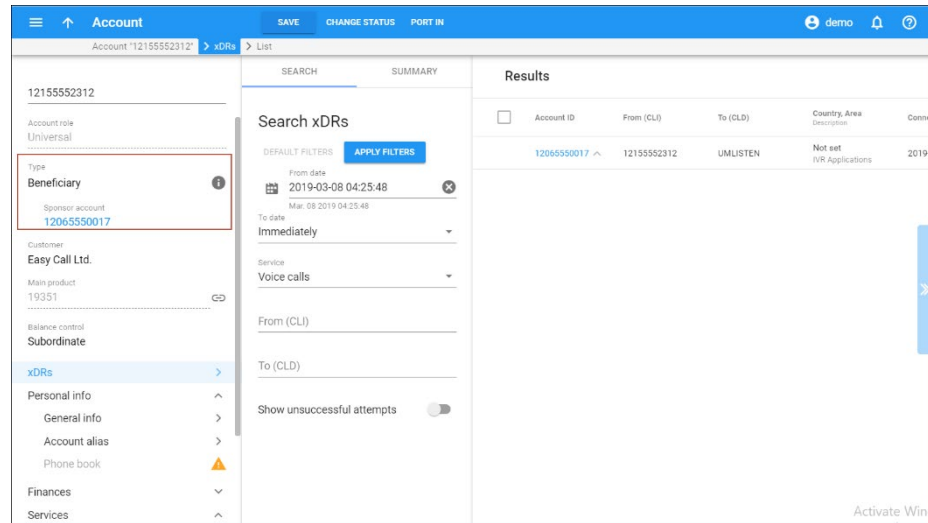 Account
SAVE
CHANGE STATUS
PORT IN
demo
Account '12155552312'
xDRs
List
12155552312
Account role
Universal
Type
Beneficiary
Sponsor account
12065550017
Customer
Easy Call Ltd.
Main product
19351
Balance control
Subordinate
xDRs
Personal info
General info
Account alias
Phone book
Finances
Services
SEARCH
SUMMARY
Search xDRs
DEFAULT FILTERS
APPLY FILTERS
From date
2019-03-08 04:25:48
Mar. 08 2019 04:25:48
To date
Immediately
Service
Voice calls
From (CLI)
To (CLD)
Show unsuccessful attempts
Results
Account ID
From (CLI)
To (CLD)
Country, Area
Description
Conne
12065550017
12155552312
UMLISTEN
Not set
IVR Applications
2019-
Activate Win